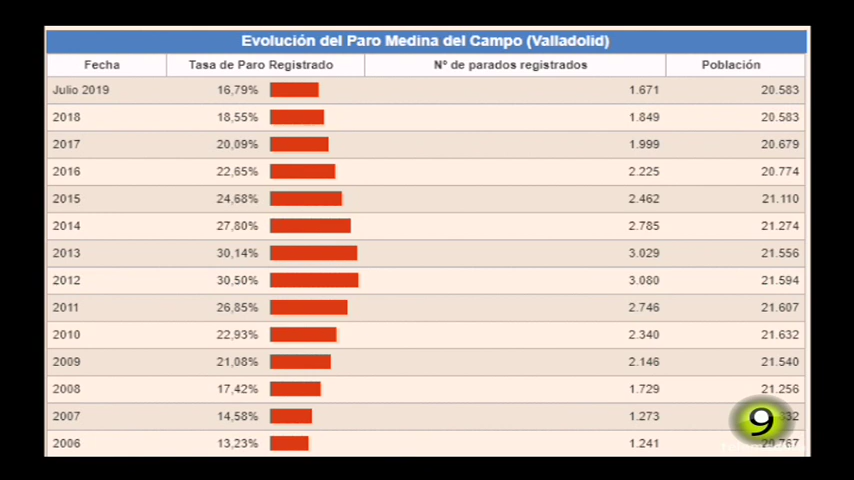 Evolución del Paro Medina del Campo (Valladolid)
Fecha Tasa de Paro Registrado Nº de parados registrados Población
Julio 2019 16,79% 1.671 20.583
2018 18,55% 1.849 20.583
2017 20,09% 1.999 20.679
2016 22,65% 2.225 20.774
2015 24,68% 2.462 21.110
2014 27,80% 2.785 21.274
2013 30,14% 3.029 21.556
2012 30,50% 3.080 21.594
2011 26,85% 2.746 21.607
2010 22,93% 2.340 21.632
2009 21,08% 2.146 21.540
2008 17,42% 1.729 21.256
2007 14,58% 1.273
2006 13,23% 1.241 20.767
9